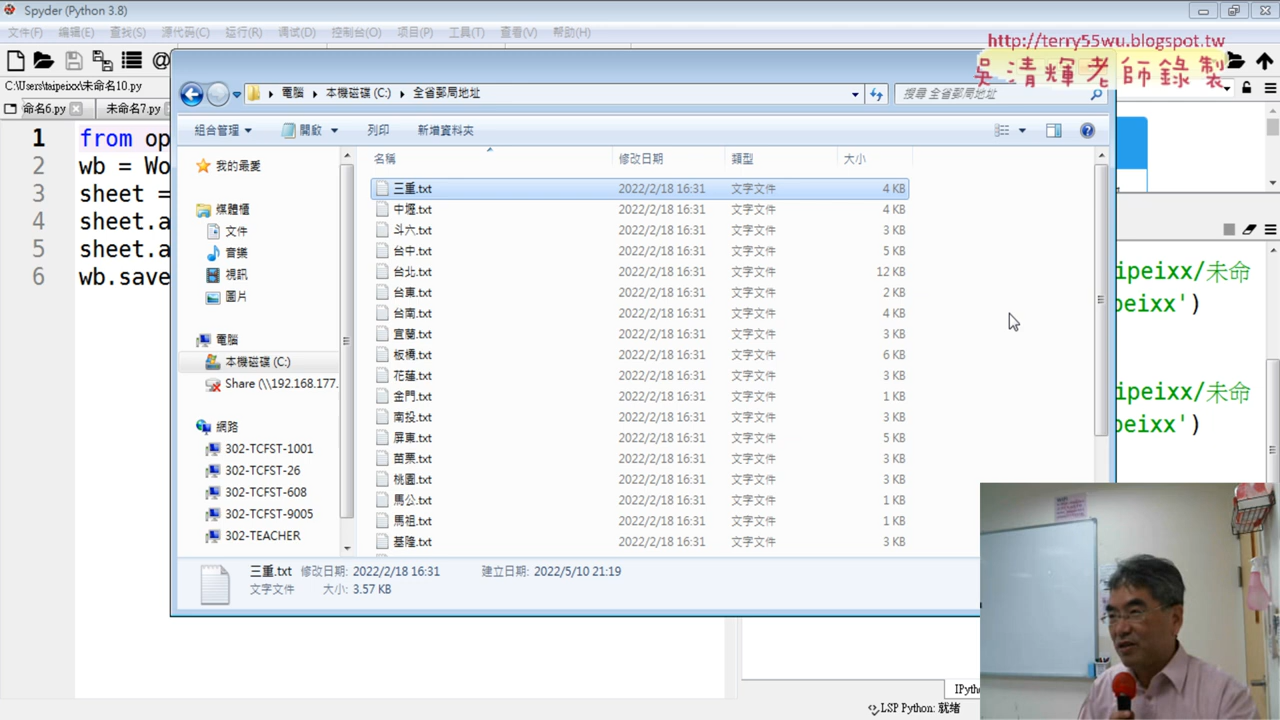 Spyder (Python 3.8)
文件(F) 编辑(E) 查找(S) 源代码(C) 运行(R) 调试(D) 控制台(O) 项目(P) 工具(T) 查看(V) 帮助(H)
http://terry55wu.blogspot.tw
吳清輝老師錄製
C:\Users\taipeixx\未命名10.py
命名6.py 未命名7.py
電腦 本機磁碟 (C:) 全省郵局地址
搜尋 全省郵局地址
組合管理 開啟 列印 新增資料夾
名稱 修改日期 類型 大小
三重.txt 2022/2/18 16:31 文字文件 4 KB
中壢.txt 2022/2/18 16:31 文字文件 4 KB
斗六.txt 2022/2/18 16:31 文字文件 3 KB
台中.txt 2022/2/18 16:31 文字文件 5 KB
台北.txt 2022/2/18 16:31 文字文件 12 KB
台東.txt 2022/2/18 16:31 文字文件 2 KB
台南.txt 2022/2/18 16:31 文字文件 4 KB
宜蘭.txt 2022/2/18 16:31 文字文件 3 KB
板橋.txt 2022/2/18 16:31 文字文件 6 KB
花蓮.txt 2022/2/18 16:31 文字文件 3 KB
金門.txt 2022/2/18 16:31 文字文件 1 KB
南投.txt 2022/2/18 16:31 文字文件 3 KB
屏東.txt 2022/2/18 16:31 文字文件 5 KB
苗栗.txt 2022/2/18 16:31 文字文件 3 KB
桃園.txt 2022/2/18 16:31 文字文件 3 KB
馬公.txt 2022/2/18 16:31 文字文件 1 KB
馬祖.txt 2022/2/18 16:31 文字文件 1 KB
基隆.txt 2022/2/18 16:31 文字文件 3 KB
我的最愛
媒體櫃
文件
音樂
視訊
圖片
電腦
本機磁碟 (C:)
Share (\\192.168.177.
網路
302-TCFST-1001
302-TCFST-26
302-TCFST-608
302-TCFST-9005
302-TEACHER
三重.txt 修改日期: 2022/2/18 16:31 建立日期: 2022/5/10 21:19
文字文件 大小: 3.57 KB
1 from op
2 wb = Wo
3 sheet =
4 sheet.a
5 sheet.a
6 wb.save
ipeixx/未命
peixx')
ipeixx/未命
peixx')
IPyth
LSP Python: 就绪